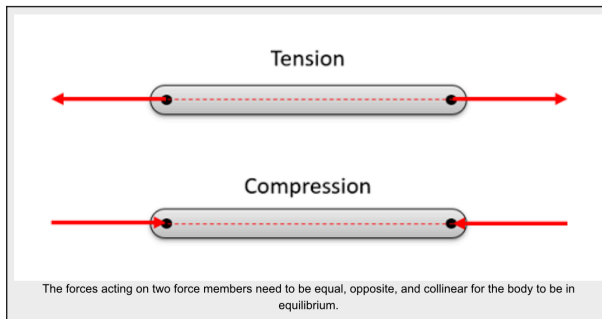 Tension
Compression
The forces acting on two force members need to be equal, opposite, and collinear for the body to be in
equilibrium.